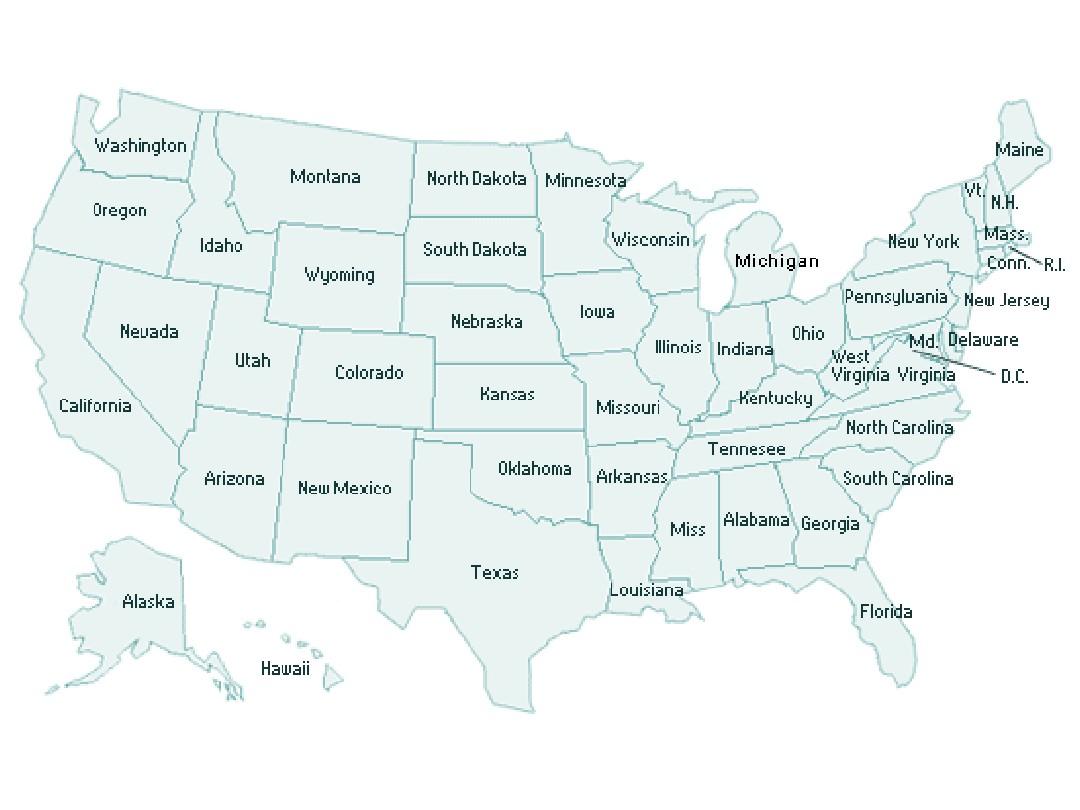 Washington
Montana
North Dakota
Minnesota
Maine
Vt.
N.H.
Oregon
Idaho
South Dakota
Wisconsin
Michigan
New York
Mass.
Conn.
R.I.
Wyoming
Nevada
Nebraska
Iowa
Pennsylvania
New Jersey
Utah
Colorado
Illinois
Indiana
Ohio
Md.
Delaware
West
Virginia
Virginia
D.C.
California
Kansas
Missouri
Kentucky
North Carolina
Tennesee
Arizona
New Mexico
Oklahoma
Arkansas
South Carolina
Miss
Alabama
Georgia
Texas
Louisiana
Florida
Alaska
Hawaii